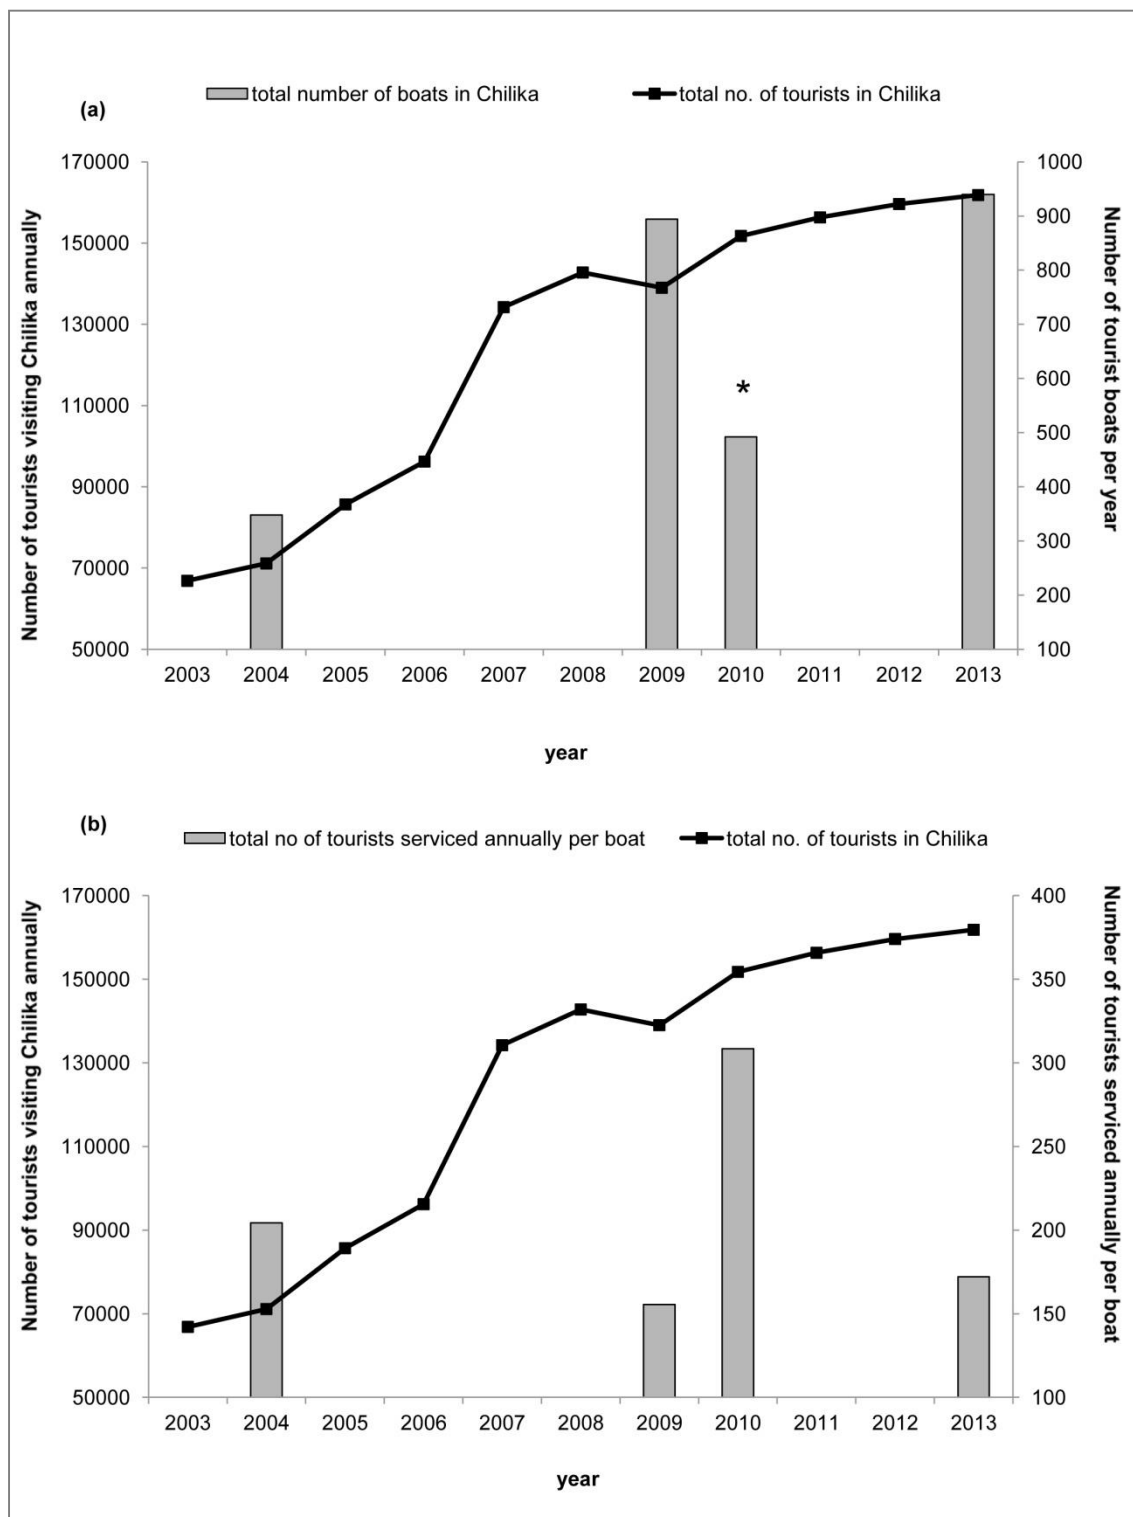 (a)
total number of boats in Chilika
total no. of tourists in Chilika
Number of tourists visiting Chilika annually
170000
150000
130000
110000
90000
70000
50000
*
1000
900
800
700
600
500
400
300
200
100
Number of tourist boats per year
2003 2004 2005 2006 2007 2008 2009 2010 2011 2012 2013
year
(b)
total no of tourists serviced annually per boat
total no. of tourists in Chilika
Number of tourists visiting Chilika annually
170000
150000
130000
110000
90000
70000
50000
400
350
300
250
200
150
100
Number of tourists serviced annually per boat
2003 2004 2005 2006 2007 2008 2009 2010 2011 2012 2013
year